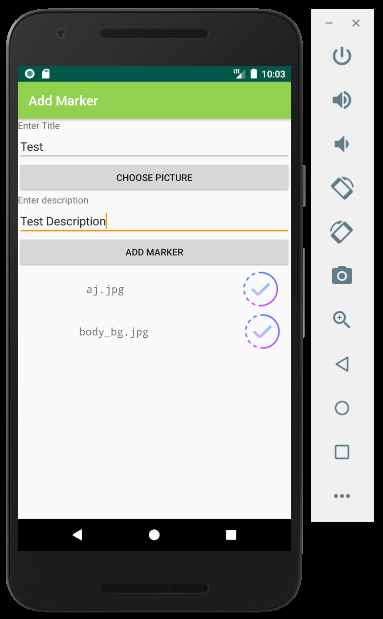 LTE 10:03
Add Marker
Enter Title
Test
CHOOSE PICTURE
Enter description
Test Description
ADD MARKER
aj.jpg
body_bg.jpg